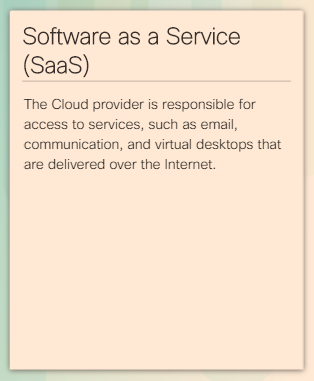 Software as a Service
(SaaS)
The Cloud provider is responsible for
access to services, such as email,
communication, and virtual desktops that
are delivered over the Internet.